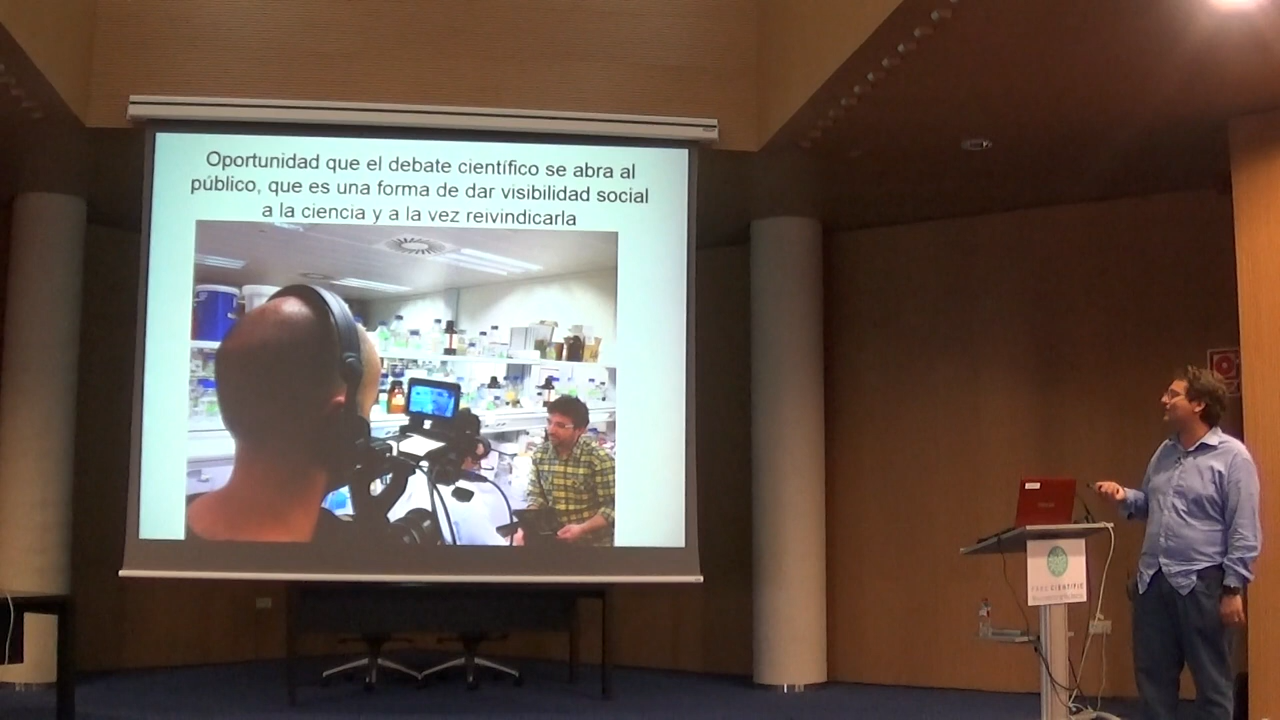 Oportunidad que el debate científico se abra al
público, que es una forma de dar visibilidad social
a la ciencia y a la vez reivindicarla
PARC CIENTÍFIC